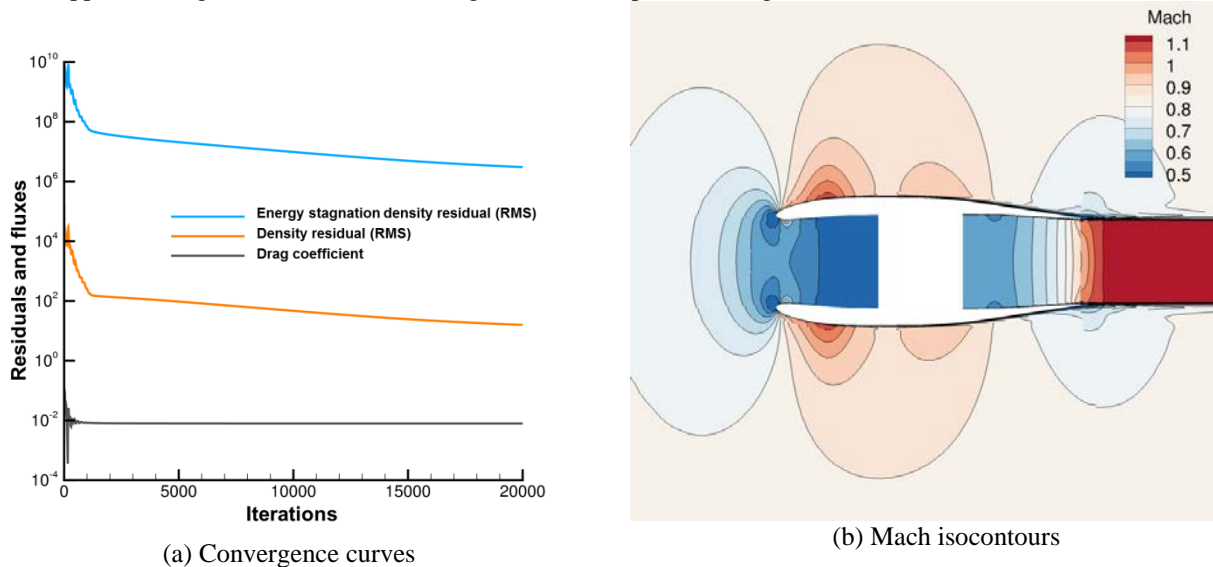 10^10
10^8
10^6
10^4
10^2
10^0
10^-2
10^-4
Residuals and fluxes
Energy stagnation density residual (RMS)
Density residual (RMS)
Drag coefficient
0
5000
10000
15000
20000
Iterations
(a) Convergence curves
Mach
1.1
1
0.9
0.8
0.7
0.6
0.5
(b) Mach isocontours